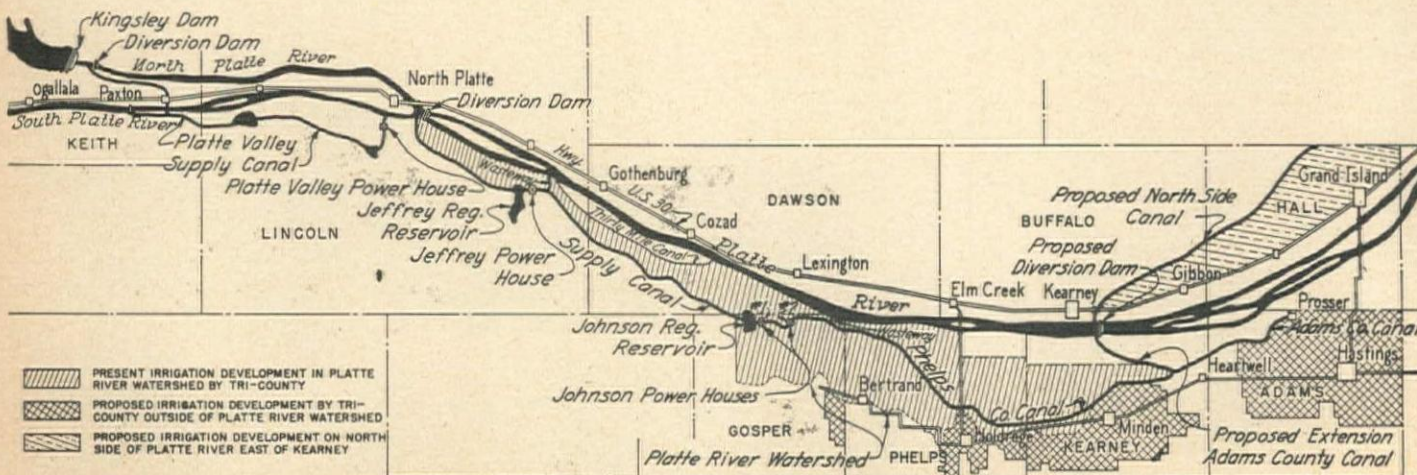 Kingsley Dam
Diversion Dam
North Platte River
North Platte
Ogallala
Paxton
Diversion Dam
South Platte River
KEITH
Platte Valley
Supply Canal
Platte Valley Power House
Jeffrey Reg.
Reservoir
LINCOLN
Jeffrey Power
House
Hwy.
U.S. 30
Gothenburg
Cozad
DAWSON
Thirty Mile Canal
Supply Canal
Platte
River
Lexington
Elm Creek
Kearney
BUFFALO
Proposed North Side
Canal
Proposed
Diversion Dam
Grand Island
HALL
Gibbon
Prosser
Adams Co. Canal
Hastings
Heartwell
ADAMS
Johnson Reg.
Reservoir
Johnson Power Houses
Bertrand
Phelps
Co. Canal
GOSPER
Platte River Watershed
PHELPS
Holdrege
Minden
KEARNEY
Proposed Extension
Adams County Canal
PRESENT IRRIGATION DEVELOPMENT IN PLATTE
RIVER WATERSHED BY TRI-COUNTY
PROPOSED IRRIGATION DEVELOPMENT BY TRI-
COUNTY OUTSIDE OF PLATTE RIVER WATERSHED
PROPOSED IRRIGATION DEVELOPMENT ON NORTH
SIDE OF PLATTE RIVER EAST OF KEARNEY